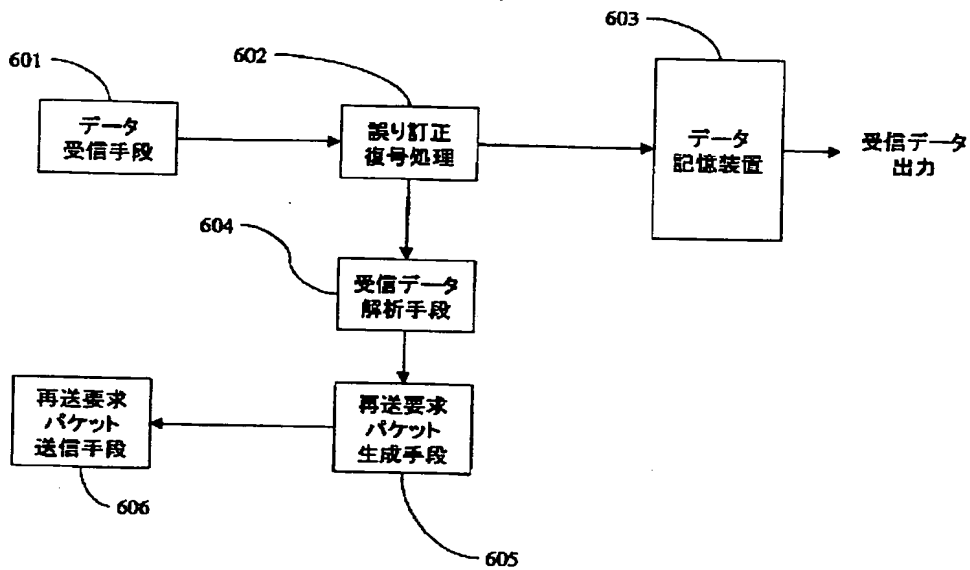 603
602
601
データ
受信手段
誤り訂正
復号処理
データ
記憶装置
受信データ
出力
604
受信データ
解析手段
再送要求
パケット
送信手段
再送要求
パケット
生成手段
606
605